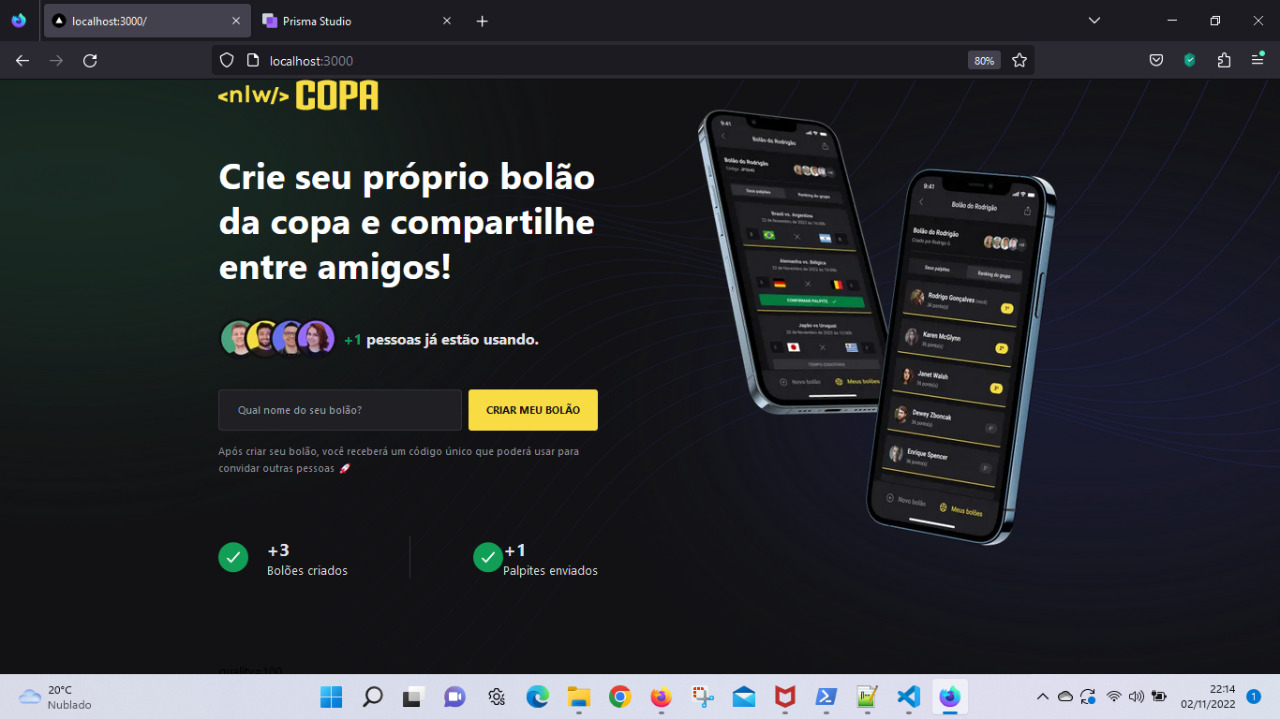 localhost:3000/
Prisma Studio
localhost:3000
80%
<nlw/> COPA
Crie seu próprio bolão
da copa e compartilhe
entre amigos!
+1 pessoas já estão usando.
Qual nome do seu bolão?
CRIAR MEU BOLÃO
Após criar seu bolão, você receberá um código único que poderá usar para
convidar outras pessoas 🚀
+3
Bolões criados
+1
Palpites enviados
quality=100
9:41
Bolão do Rodrigão
Bolão do Rodrigão
Seus palpites
Ranking do grupo
Brasil vs. Argentina
Alemanha vs. Bélgica
CONFIRMAR PALPITE
Japão vs Uruguai
Novo bolão
Meus bolões
9:41
Bolão do Rodrigão
Bolão do Rodrigão
Criado por Rodrigo G.
Seus palpites
Ranking do grupo
Rodrigo Gonçalves (você)
Karen McGlynn
Janet Walsh
Dewey Zboncak
Enrique Spencer
Novo bolão
Meus bolões
20°C
Nublado
22:14
02/11/2022
1